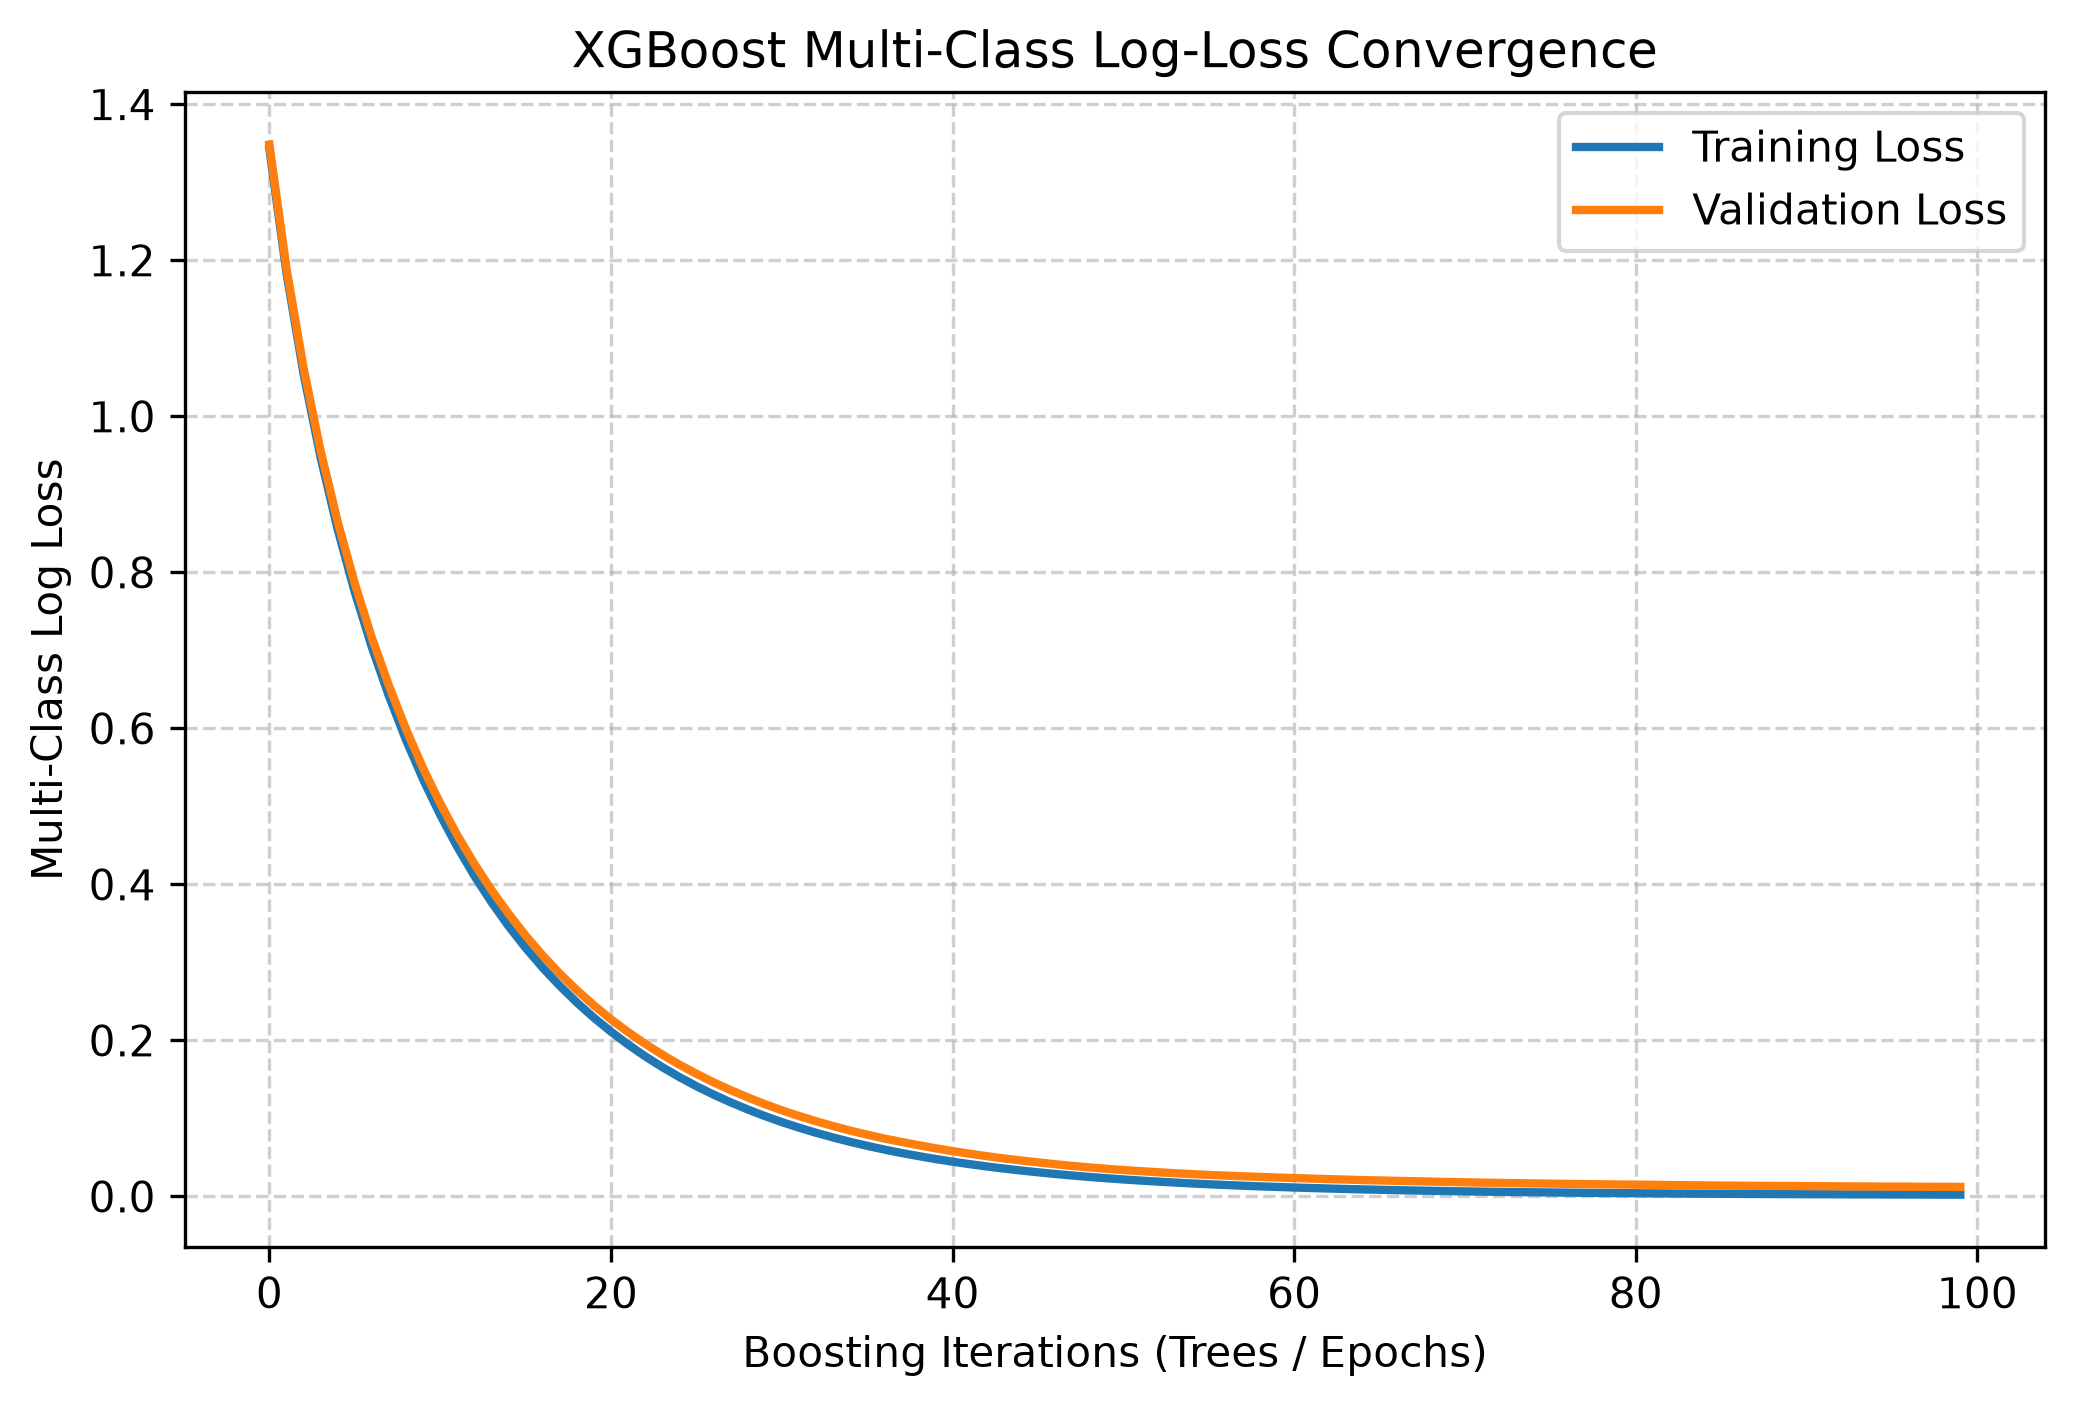 XGBoost Multi-Class Log-Loss Convergence
Training Loss
Validation Loss
Multi-Class Log Loss
1.4
1.2
1.0
0.8
0.6
0.4
0.2
0.0
0 20 40 60 80 100
Boosting Iterations (Trees / Epochs)